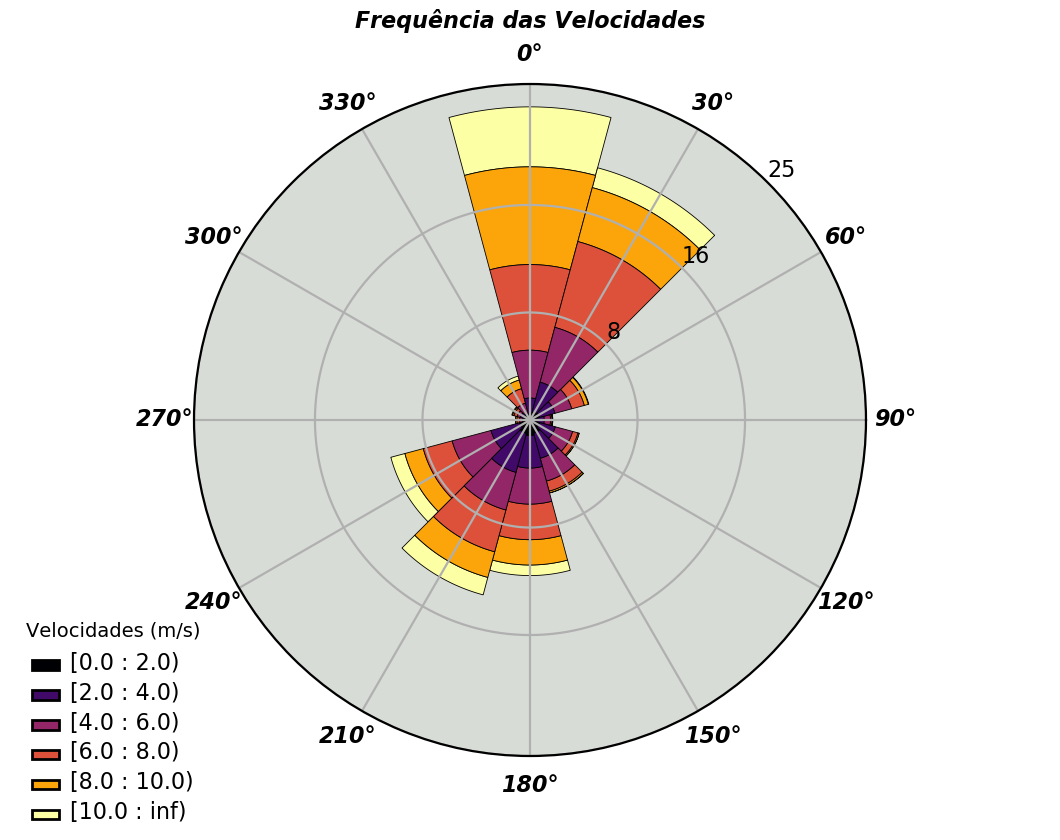 Frequência das Velocidades
0°
330°
30°
25
300°
60°
16
8
270°
90°
240°
120°
210°
150°
180°
Velocidades (m/s)
[0.0 : 2.0)
[2.0 : 4.0)
[4.0 : 6.0)
[6.0 : 8.0)
[8.0 : 10.0)
[10.0 : inf)